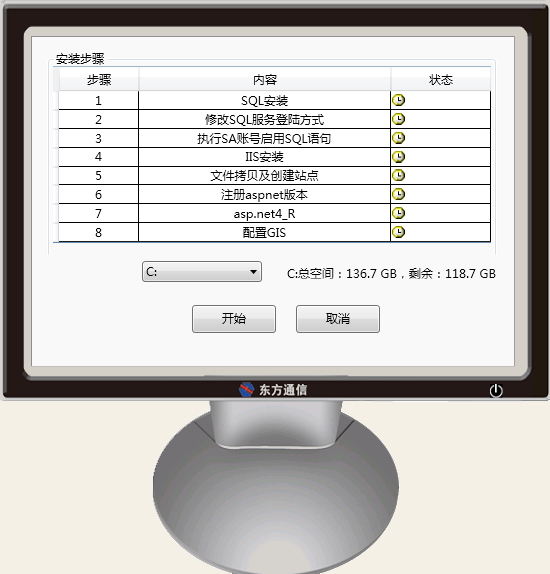 安装步骤
步骤 内容 状态
1 SQL安装
2 修改SQL服务登陆方式
3 执行SA账号启用SQL语句
4 IIS安装
5 文件拷贝及创建站点
6 注册aspnet版本
7 asp.net4_R
8 配置GIS
C: C:总空间：136.7 GB，剩余：118.7 GB
开始 取消
东方通信